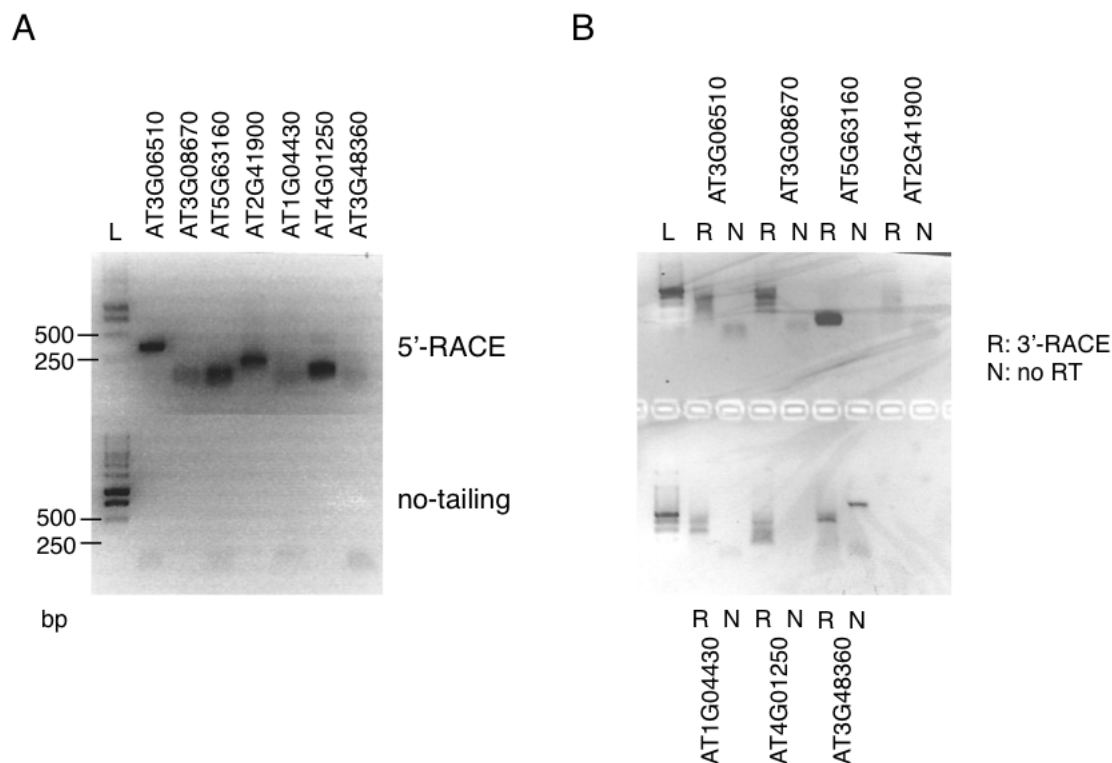 A
B
L AT3G06510 AT3G08670 AT5G63160 AT2G41900 AT1G04430 AT4G01250 AT3G48360
500
250
5’-RACE
500
250
no-tailing
bp
AT3G06510 AT3G08670 AT5G63160 AT2G41900
L R N R N R N R N
R: 3’-RACE
N: no RT
R N R N R N
AT1G04430 AT4G01250 AT3G48360